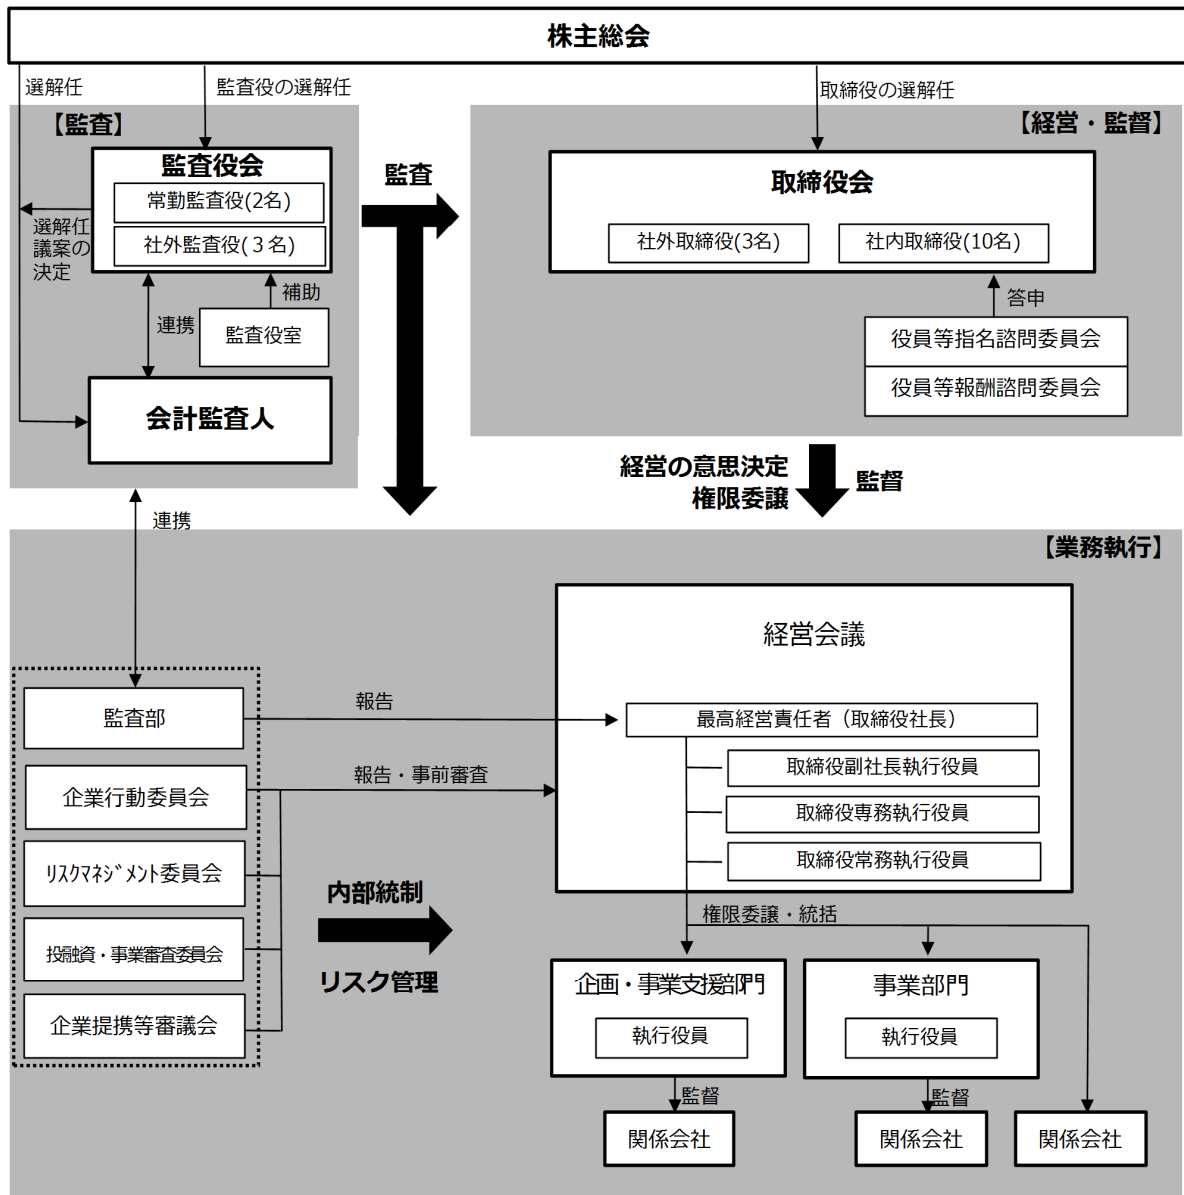 株主総会
選解任
監査役の選解任
取締役の選解任
【監査】
監査役会
常勤監査役(2名)
社外監査役(３名)
選解任
議案の
決定
連携
補助
監査役室
会計監査人
監査
【経営・監督】
取締役会
社外取締役(3名)
社内取締役(10名)
答申
役員等指名諮問委員会
役員等報酬諮問委員会
経営の意思決定
権限委譲
監督
連携
【業務執行】
経営会議
最高経営責任者（取締役社長）
取締役副社長執行役員
取締役専務執行役員
取締役常務執行役員
監査部
報告
企業行動委員会
報告・事前審査
ﾘｽｸﾏﾈｼﾞﾒﾝﾄ委員会
投融資・事業審査委員会
企業提携等審議会
内部統制
リスク管理
権限委譲・統括
企画・事業支援部門
執行役員
事業部門
執行役員
監督
監督
関係会社
関係会社
関係会社